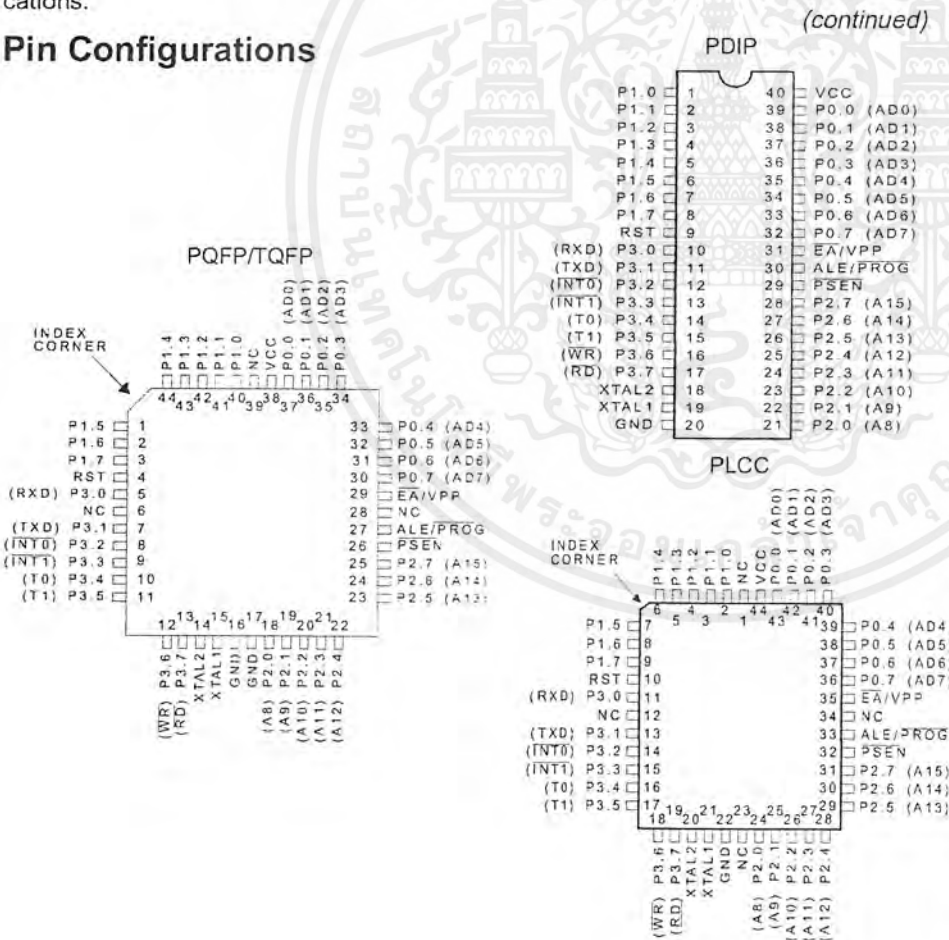 cations.
(continued)
Pin Configurations
PDIP
P1.0 1 40 VCC
P1.1 2 39 P0.0 (AD0)
P1.2 3 38 P0.1 (AD1)
P1.3 4 37 P0.2 (AD2)
P1.4 5 36 P0.3 (AD3)
P1.5 6 35 P0.4 (AD4)
P1.6 7 34 P0.5 (AD5)
P1.7 8 33 P0.6 (AD6)
RST 9 32 P0.7 (AD7)
(RXD) P3.0 10 31 EA/VPP
(TXD) P3.1 11 30 ALE/PROG
(INT0) P3.2 12 29 PSEN
(INT1) P3.3 13 28 P2.7 (A15)
(T0) P3.4 14 27 P2.6 (A14)
(T1) P3.5 15 26 P2.5 (A13)
(WR) P3.6 16 25 P2.4 (A12)
(RD) P3.7 17 24 P2.3 (A11)
XTAL2 18 23 P2.2 (A10)
XTAL1 19 22 P2.1 (A9)
GND 20 21 P2.0 (A8)
PQFP/TQFP
INDEX
CORNER
P1.4 P1.3 P1.2 P1.1 P1.0 NC VCC P0.0 (AD0) P0.1 (AD1) P0.2 (AD2) P0.3 (AD3)
44 43 42 41 40 39 38 37 36 35 34
P1.5 1 33 P0.4 (AD4)
P1.6 2 32 P0.5 (AD5)
P1.7 3 31 P0.6 (AD6)
RST 4 30 P0.7 (AD7)
(RXD) P3.0 5 29 EA/VPP
NC 6 28 NC
(TXD) P3.1 7 27 ALE/PROG
(INT0) P3.2 8 26 PSEN
(INT1) P3.3 9 25 P2.7 (A15)
(T0) P3.4 10 24 P2.6 (A14)
(T1) P3.5 11 23 P2.5 (A13)
12 13 14 15 16 17 18 19 20 21 22
(WR) P3.6 (RD) P3.7 XTAL2 XTAL1 GND GND (A8) P2.0 (A9) P2.1 (A10) P2.2 (A11) P2.3 (A12) P2.4
PLCC
INDEX
CORNER
P1.4 P1.3 P1.2 P1.1 P1.0 NC VCC P0.0 (AD0) P0.1 (AD1) P0.2 (AD2) P0.3 (AD3)
6 5 4 3 2 1 44 43 42 41 40
P1.5 7 39 P0.4 (AD4
P1.6 8 38 P0.5 (AD5
P1.7 9 37 P0.6 (AD6
RST 10 36 P0.7 (AD7
(RXD) P3.0 11 35 EA/VPP
NC 12 34 NC
(TXD) P3.1 13 33 ALE/PROG
(INT0) P3.2 14 32 PSEN
(INT1) P3.3 15 31 P2.7 (A15)
(T0) P3.4 16 30 P2.6 (A14)
(T1) P3.5 17 29 P2.5 (A13)
18 19 20 21 22 23 24 25 26 27 28
(WR) P3.6 (RD) P3.7 XTAL2 XTAL1 GND NC (A8) P2.0 (A9) P2.1 (A10) P2.2 (A11) P2.3 (A12) P2.4